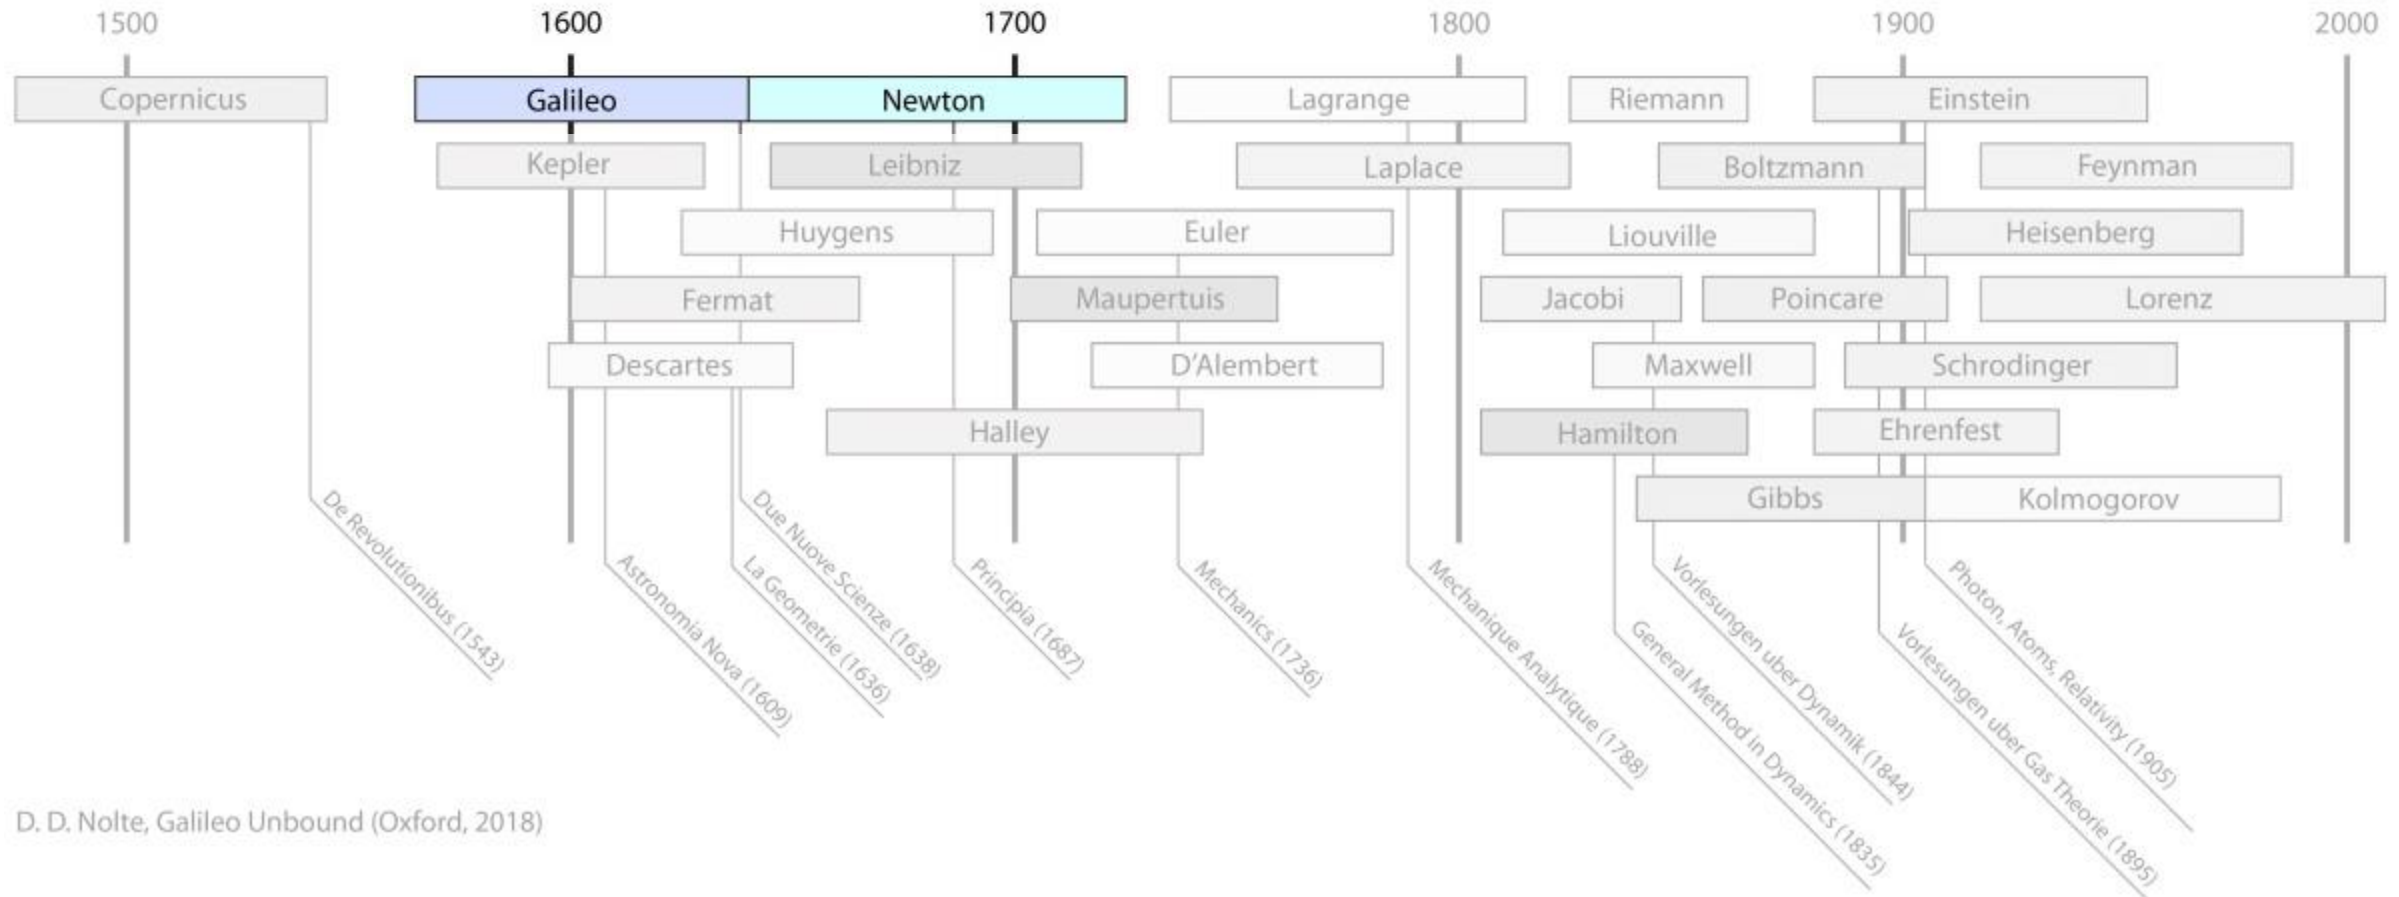 1500 1600 1700 1800 1900 2000
Copernicus Galileo Newton Lagrange Riemann Einstein
Kepler Leibniz Laplace Boltzmann Feynman
Huygens Euler Liouville Heisenberg
Fermat Maupertuis Jacobi Poincare Lorenz
Descartes D'Alembert Maxwell Schrodinger
Halley Hamilton Ehrenfest
Gibbs Kolmogorov
De Revolutionibus (1543)
Astronomia Nova (1609)
La Geometrie (1636)
Due Nuove Scienze (1638)
Principia (1687)
Mechanics (1736)
Mechanique Analytique (1788)
General Method in Dynamics (1835)
Vorlesungen uber Dynamik (1844)
Vorlesungen uber Gas Theorie (1895)
Photon, Atoms, Relativity (1905)
D. D. Nolte, Galileo Unbound (Oxford, 2018)